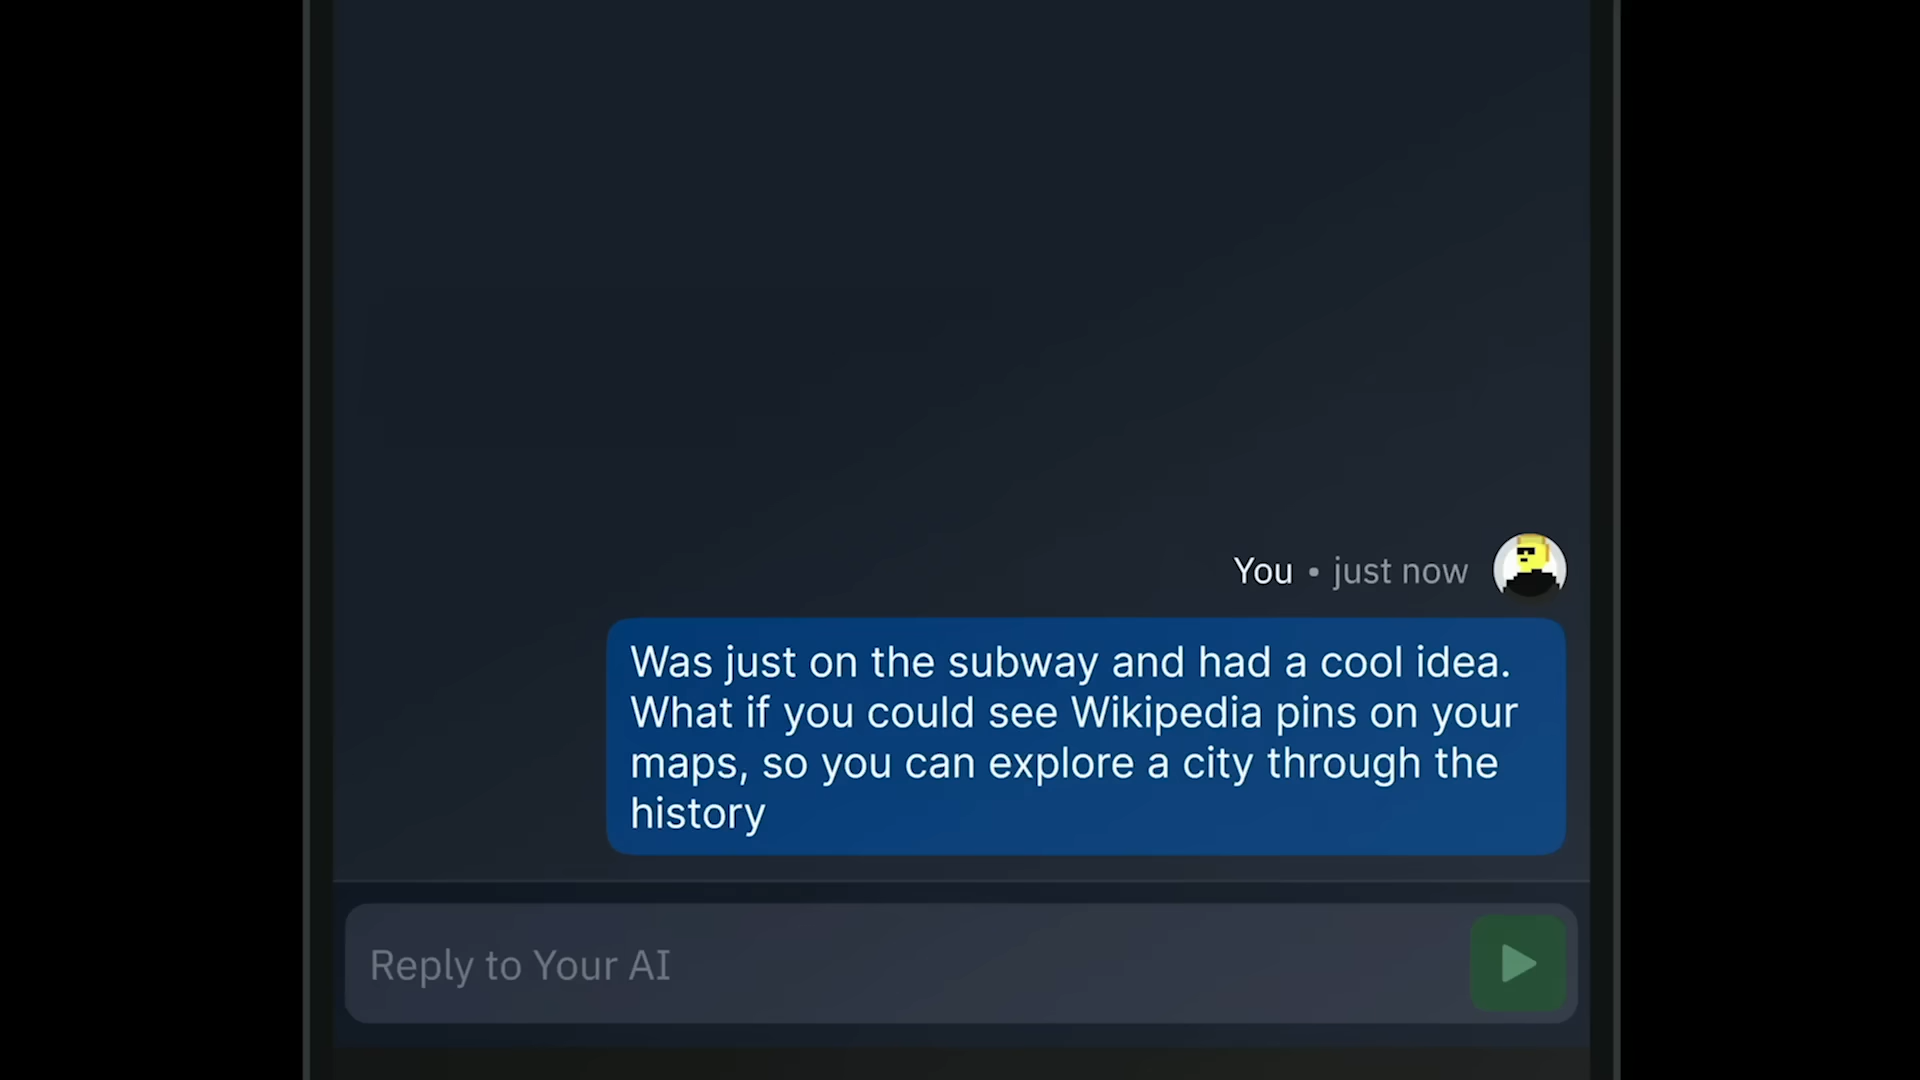 You • just now
Was just on the subway and had a cool idea.
What if you could see Wikipedia pins on your
maps, so you can explore a city through the
history
Reply to Your AI